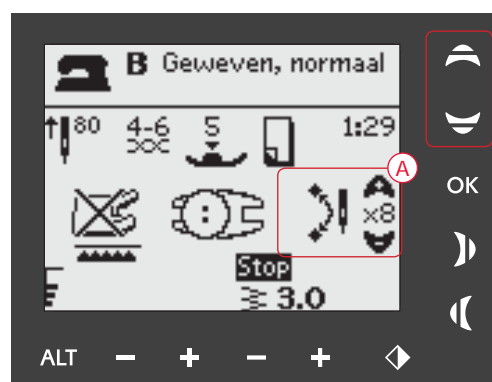 B Geweven, normaal
80 4-6 5 1:29
A
OK
x8
Stop
3.0
ALT - + - +